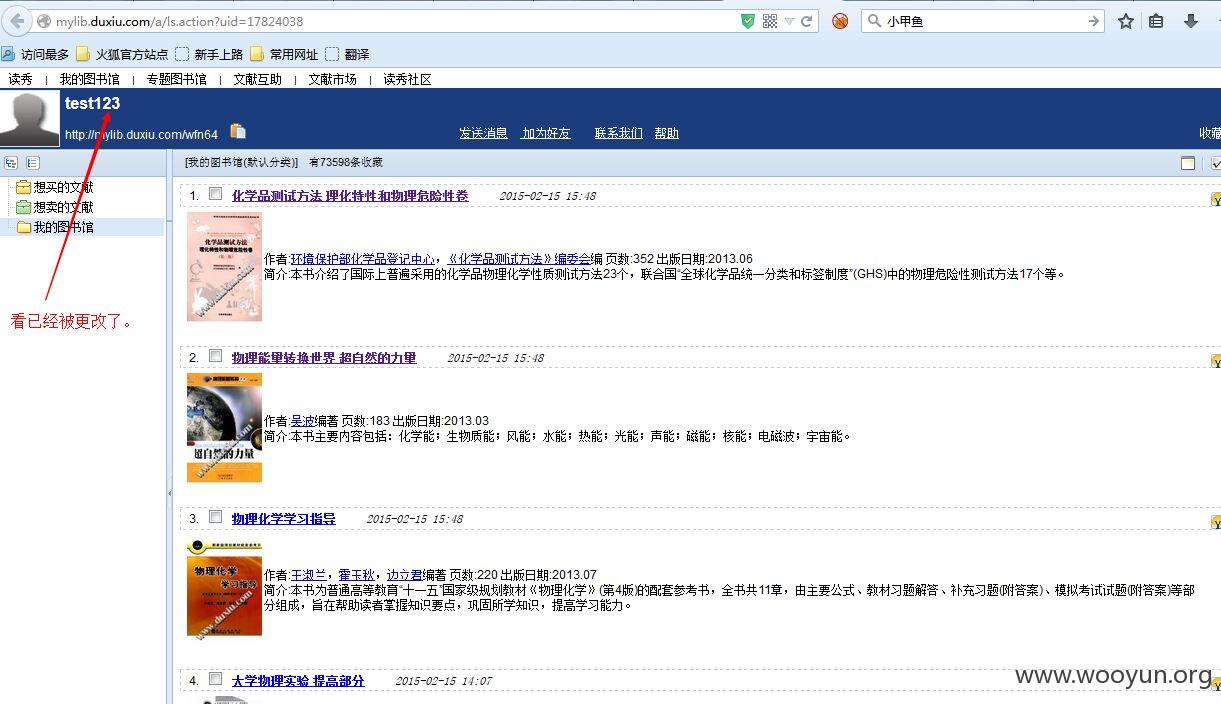 mylib.duxiu.com/a/ls.action?uid=17824038
小甲鱼
访问最多 火狐官方站点 新手上路 常用网址 翻译
读秀 | 我的图书馆 | 专题图书馆 | 文献互助 | 文献市场 | 读秀社区
test123
http://mylib.duxiu.com/wfn64
发送消息 加为好友 联系我们 帮助
收藏
[我的图书馆(默认分类)] 有73598条收藏
想买的文献
想卖的文献
我的图书馆
看已经被更改了。
1. 化学品测试方法 理化特性和物理危险性卷 2015-02-15 15:48
化学品测试方法
理化特性和物理危险性卷
作者:环境保护部化学品登记中心，《化学品测试方法》编委会编 页数:352 出版日期:2013.06
简介:本书介绍了国际上普遍采用的化学品物理化学性质测试方法23个，联合国“全球化学品统一分类和标签制度”(GHS)中的物理危险性测试方法17个等。
2. 物理能量转换世界 超自然的力量 2015-02-15 15:48
超自然的力量
作者:吴波编著 页数:183 出版日期:2013.03
简介:本书主要内容包括：化学能；生物质能；风能；水能；热能；光能；声能；磁能；核能；电磁波；宇宙能。
3. 物理化学学习指导 2015-02-15 15:48
物理化学
学习指导
作者:王淑兰，霍玉秋，边立君编著 页数:220 出版日期:2013.07
简介:本书为普通高等教育“十一五”国家级规划教材《物理化学》(第4版)的配套参考书，全书共11章，由主要公式、教材习题解答、补充习题(附答案)、模拟考试试题(附答案)等部
分组成，旨在帮助读者掌握知识要点，巩固所学知识，提高学习能力。
4. 大学物理实验 提高部分 2015-02-15 14:07
www.wooyun.org